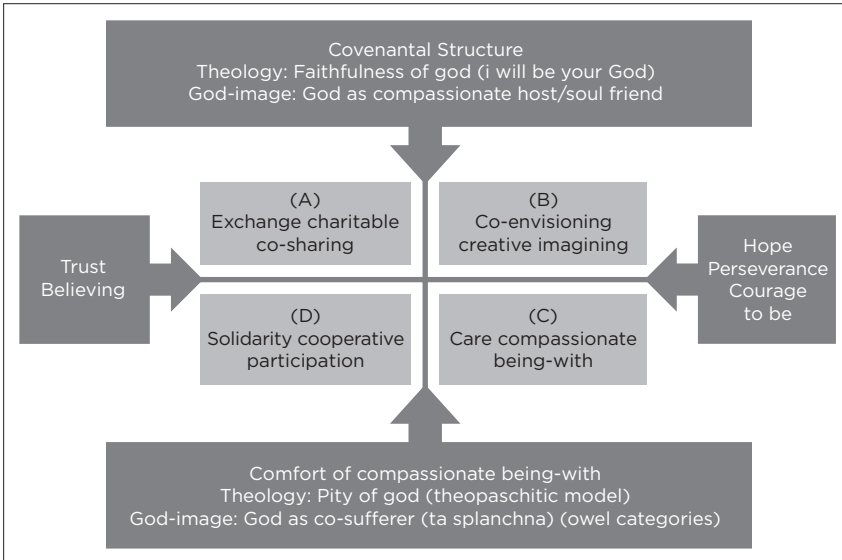 Covenantal Structure
Theology: Faithfulness of god (i will be your God)
God-image: God as compassionate host/soul friend
(A)
Exchange charitable
co-sharing
(B)
Co-envisioning
creative imagining
Trust
Believing
Hope
Perseverance
Courage
to be
(D)
Solidarity cooperative
participation
(C)
Care compassionate
being-with
Comfort of compassionate being-with
Theology: Pity of god (theopaschitic model)
God-image: God as co-sufferer (ta splanchna) (owel categories)